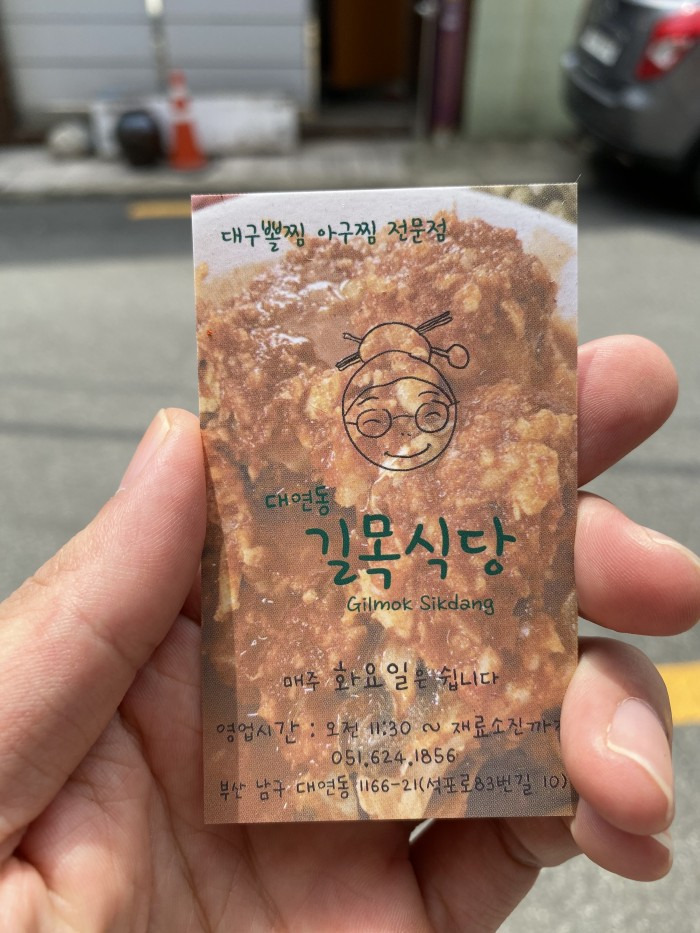 대구뽈찜 아구찜 전문점
대연동
길목식당
Gilmok Sikdang
매주 화요일은 쉽니다
영업시간 : 오전 11:30 ~ 재료소진까지
051.624.1856
부산 남구 대연동 1166-21(석포로83번길 10)